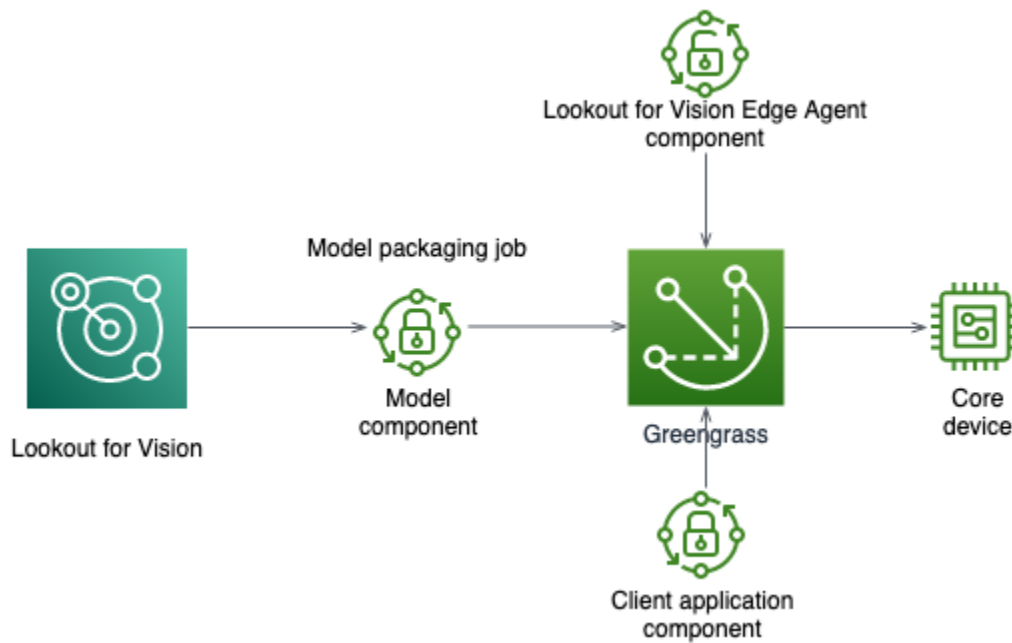 Lookout for Vision Edge Agent
component
Model packaging job
Model
component
Lookout for Vision
Greengrass
Core
device
Client application
component